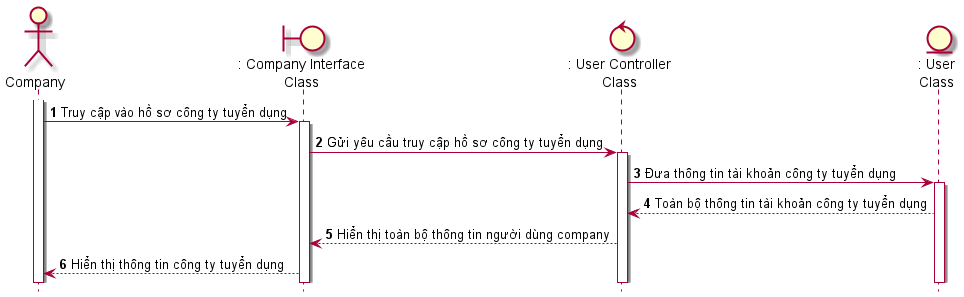 Company
: Company Interface
Class
: User Controller
Class
: User
Class
1 Truy cập vào hồ sơ công ty tuyển dụng
2 Gửi yêu cầu truy cập hồ sơ công ty tuyển dụng
3 Đưa thông tin tài khoản công ty tuyển dụng
4 Toàn bộ thông tin tài khoản công ty tuyển dụng
5 Hiển thị toàn bộ thông tin người dùng company
6 Hiển thị thông tin công ty tuyển dụng